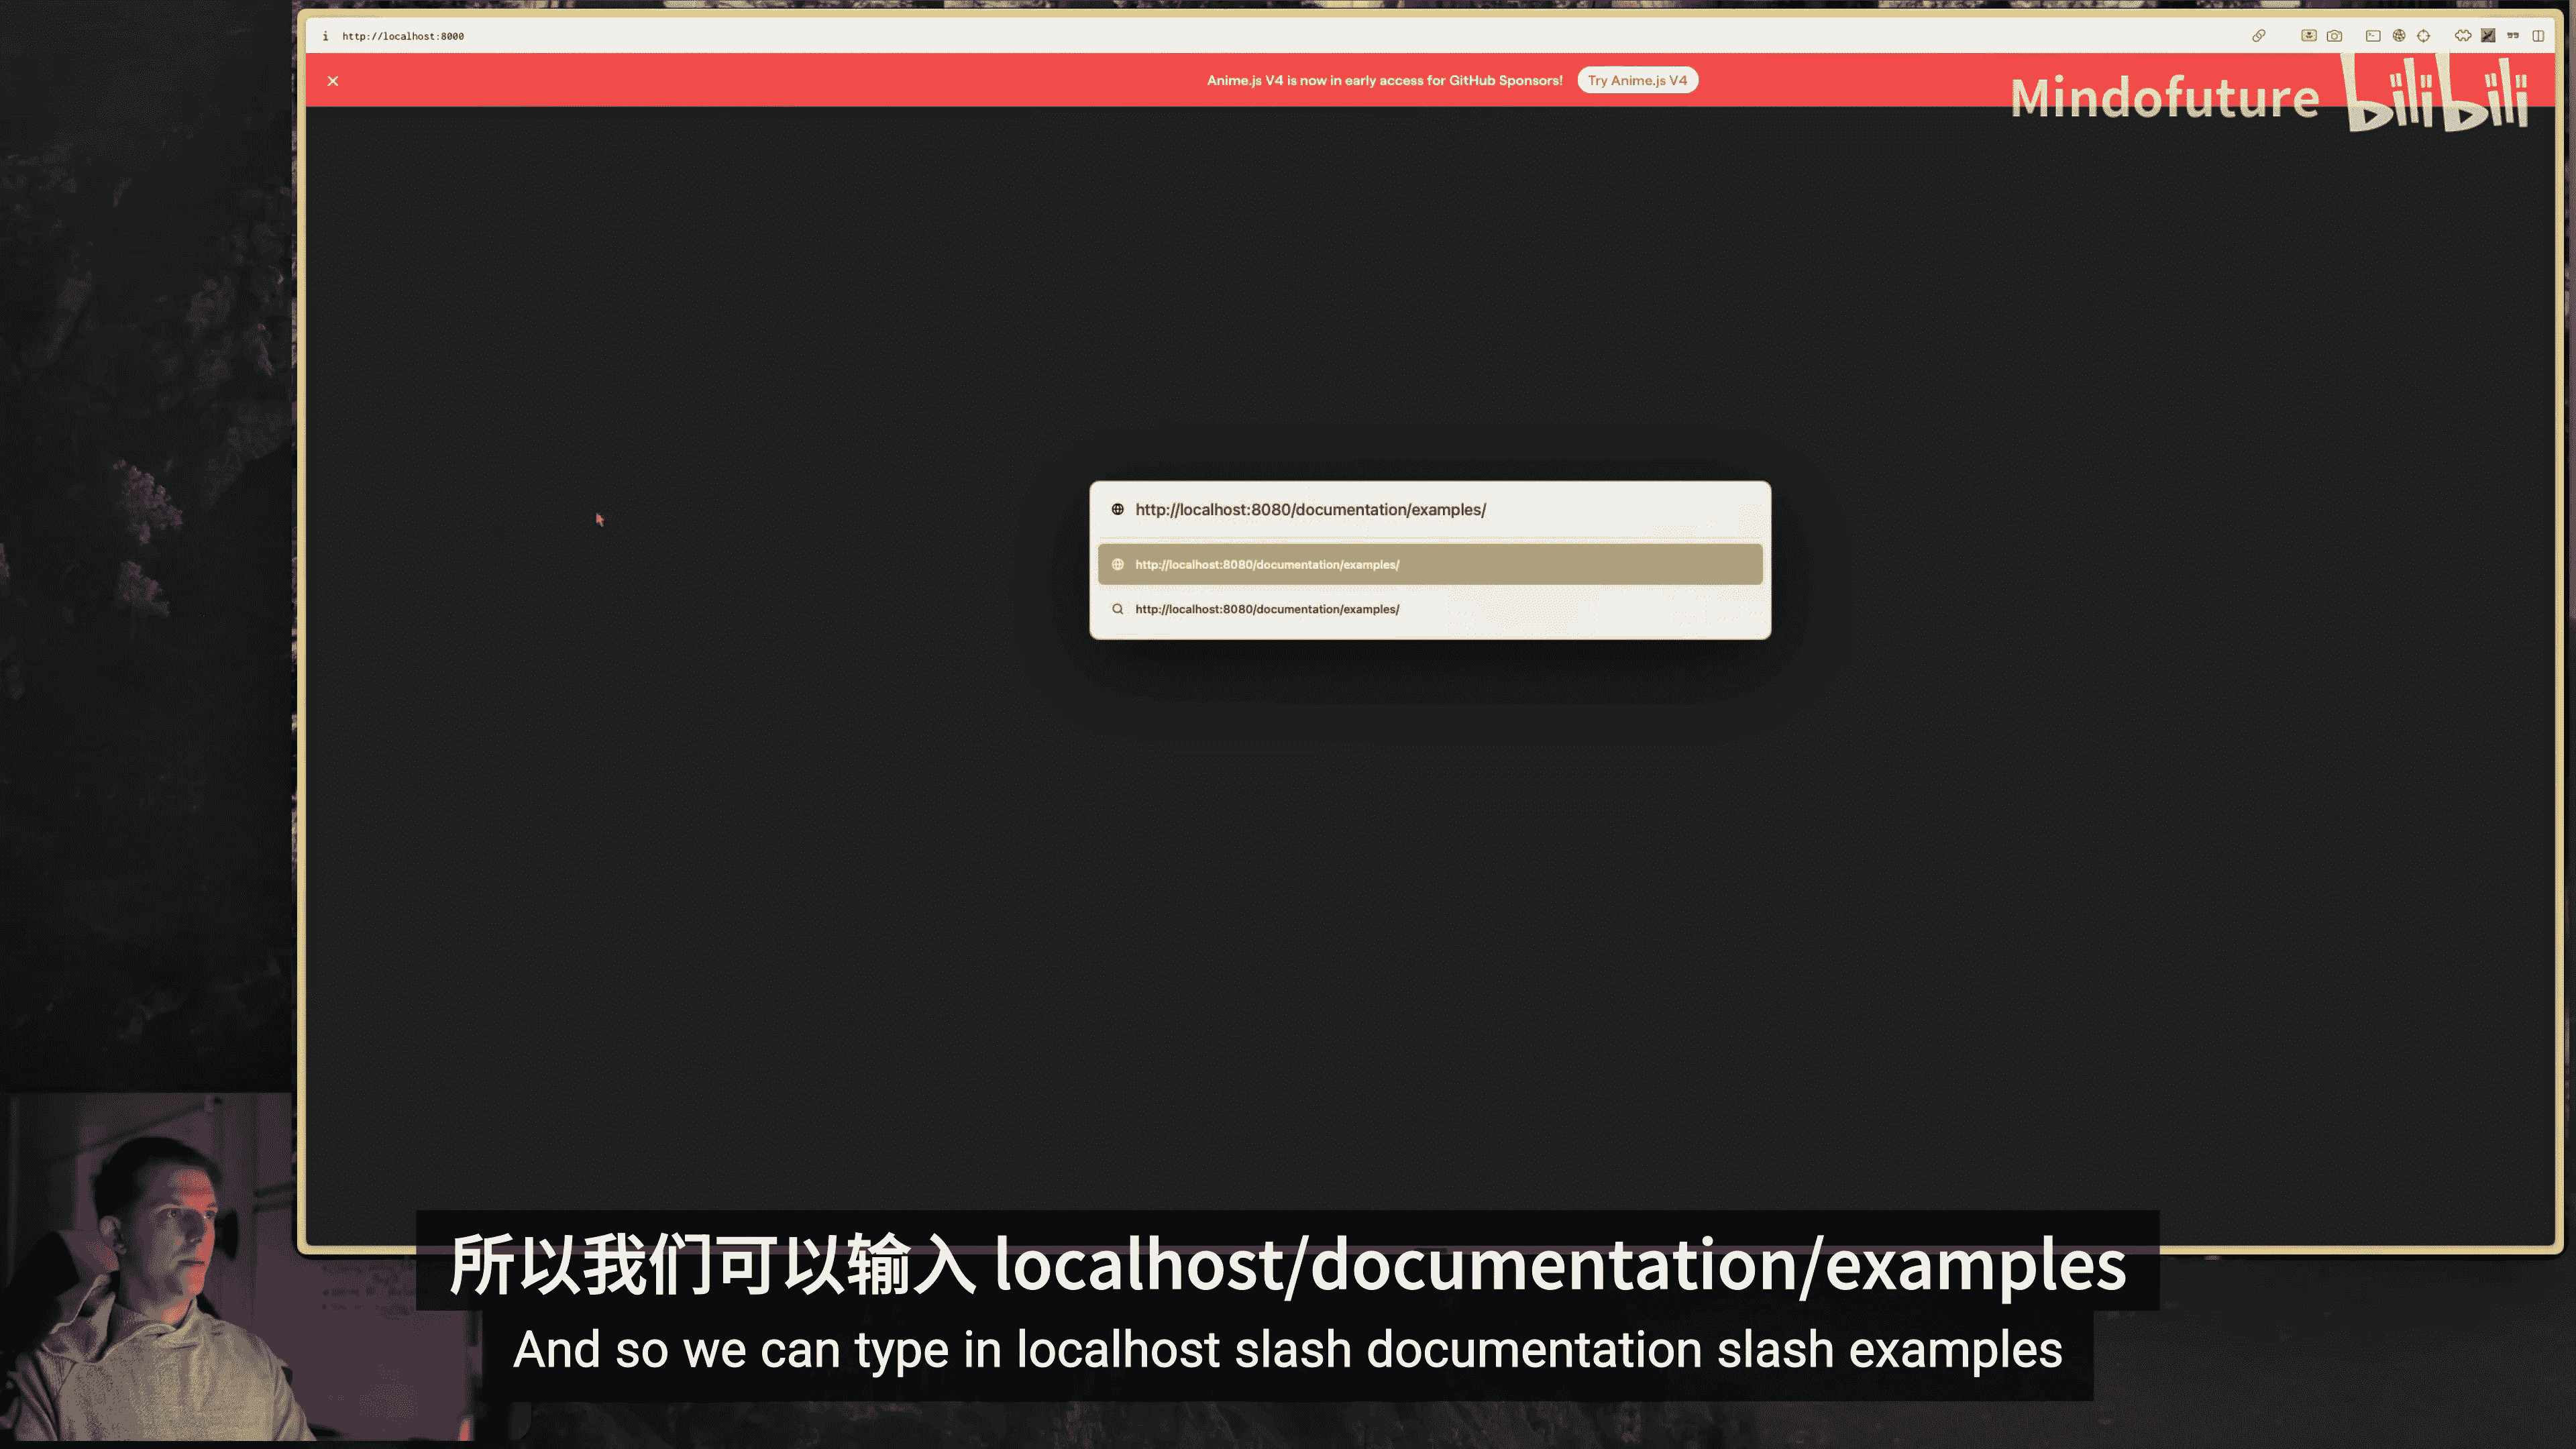 http://localhost:8000
Anime.js V4 is now in early access for GitHub Sponsors! Try Anime.js V4
Mindofuture bilibili
http://localhost:8080/documentation/examples/
http://localhost:8080/documentation/examples/
http://localhost:8080/documentation/examples/
所以我们可以输入 localhost/documentation/examples
And so we can type in localhost slash documentation slash examples